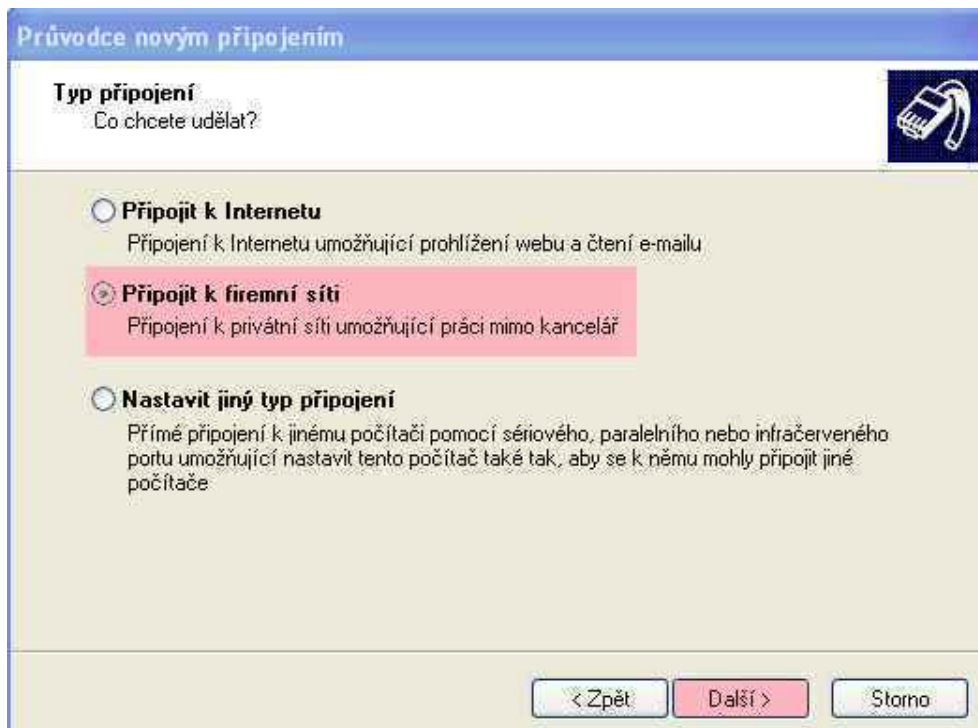 Průvodce novým připojením
Typ připojení
Co chcete udělat?
Připojit k Internetu
Připojení k Internetu umožňující prohlížení webu a čtení e-mailu
Připojit k firemní síti
Připojení k privátní síti umožňující práci mimo kancelář
Nastavit jiný typ připojení
Přímé připojení k jinému počítači pomocí sériového, paralelního nebo infračerveného
portu umožňující nastavit tento počítač také tak, aby se k němu mohly připojit jiné
počítače
< Zpět
Další >
Storno